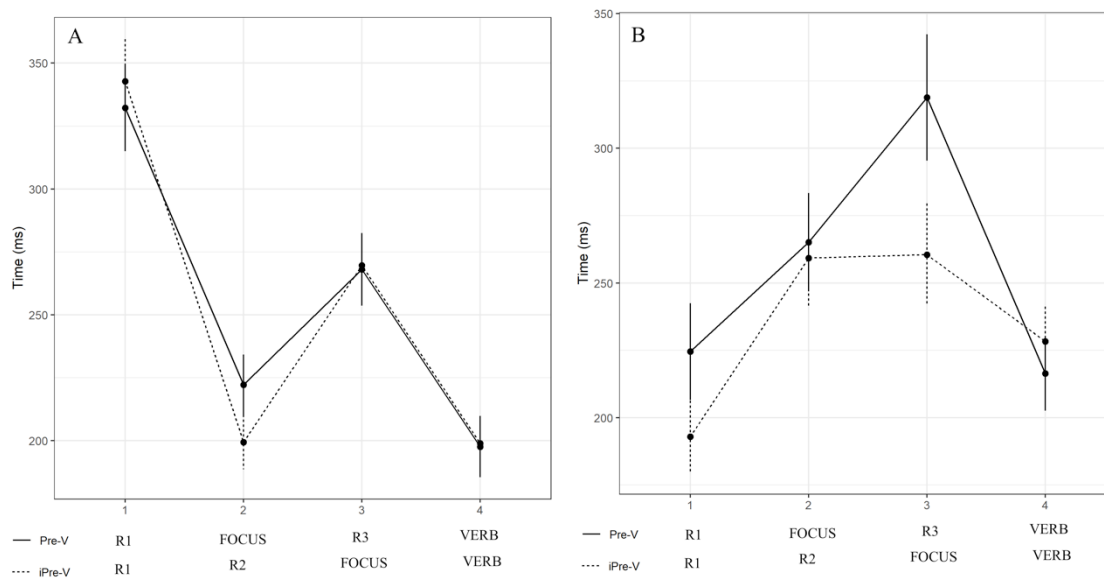 A
350
300
250
200
Time (ms)
1 2 3 4
Pre-V R1 FOCUS R3 VERB
iPre-V R1 R2 FOCUS VERB
B
350
300
250
200
Time (ms)
1 2 3 4
Pre-V R1 FOCUS R3 VERB
iPre-V R1 R2 FOCUS VERB